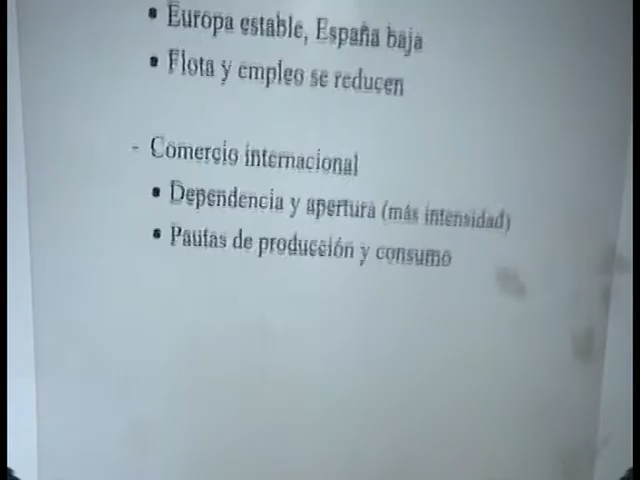 • Europa estable, España baja
• Flota y empleo se reducen
- Comercio internacional
• Dependencia y apertura (más intensidad)
• Pautas de producción y consumo